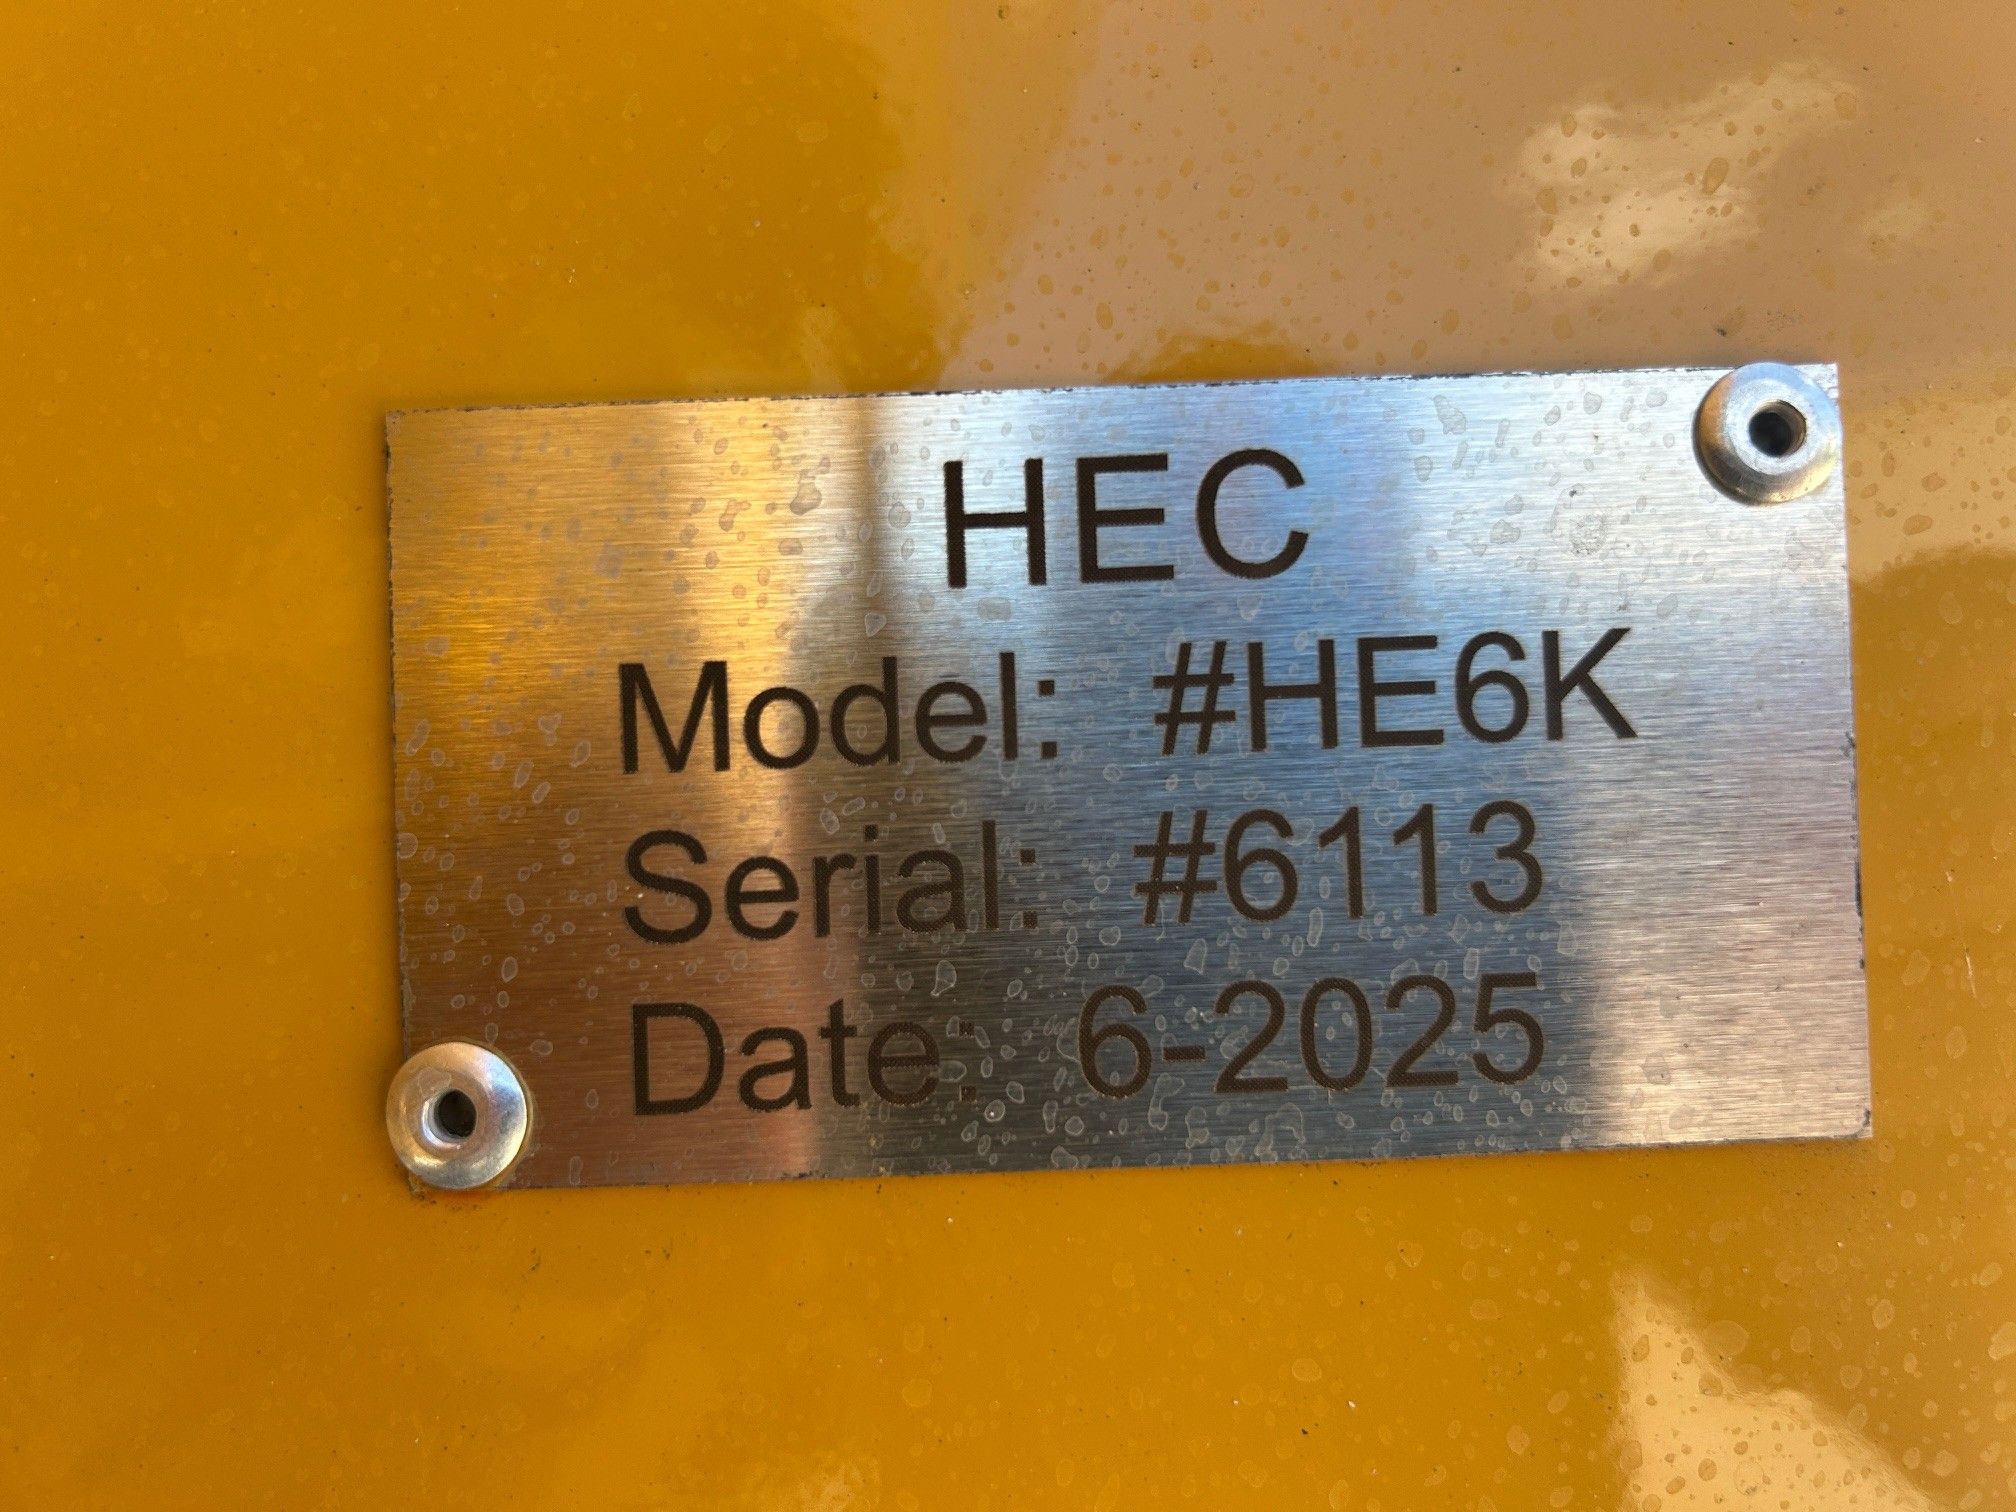 HEC
Model: #HE6K
Serial: #6113
Date: 6-2025